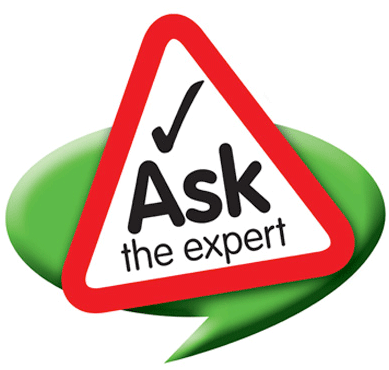 Ask
the expert